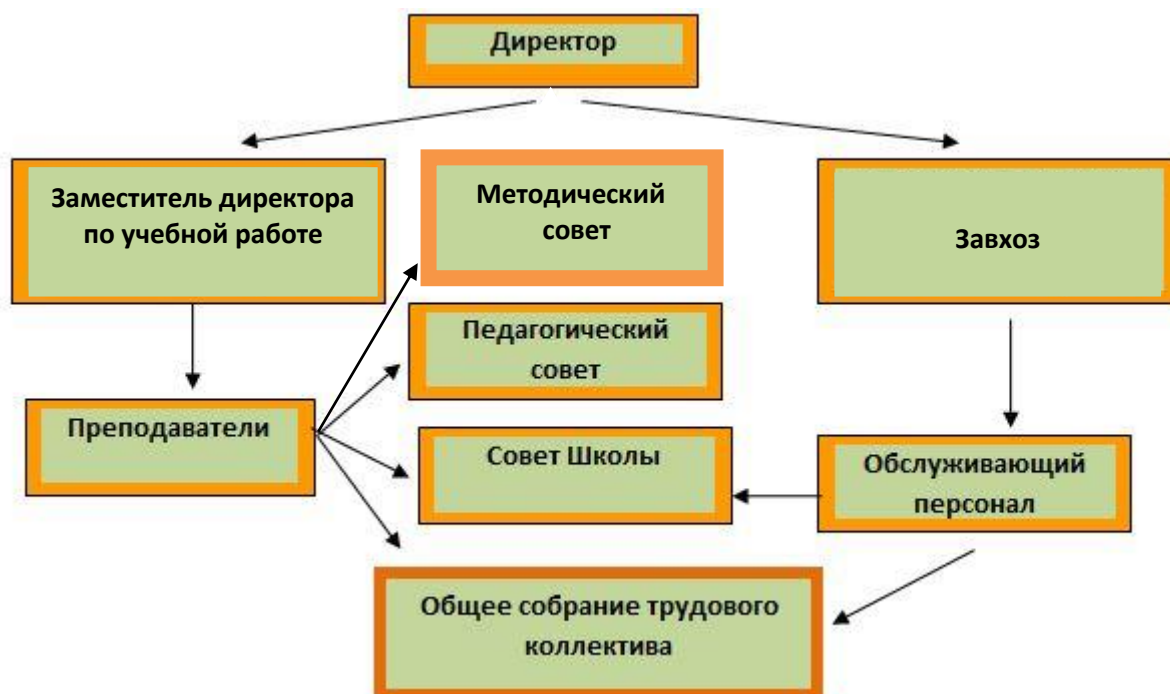 Директор
Заместитель директора
по учебной работе
Методический
совет
Завхоз
Педагогический
совет
Преподаватели
Совет Школы
Обслуживающий
персонал
Общее собрание трудового
коллектива